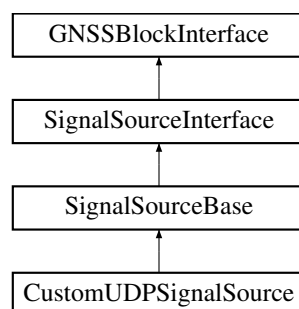 GNSSBlockInterface
SignalSourceInterface
SignalSourceBase
CustomUDPSignalSource